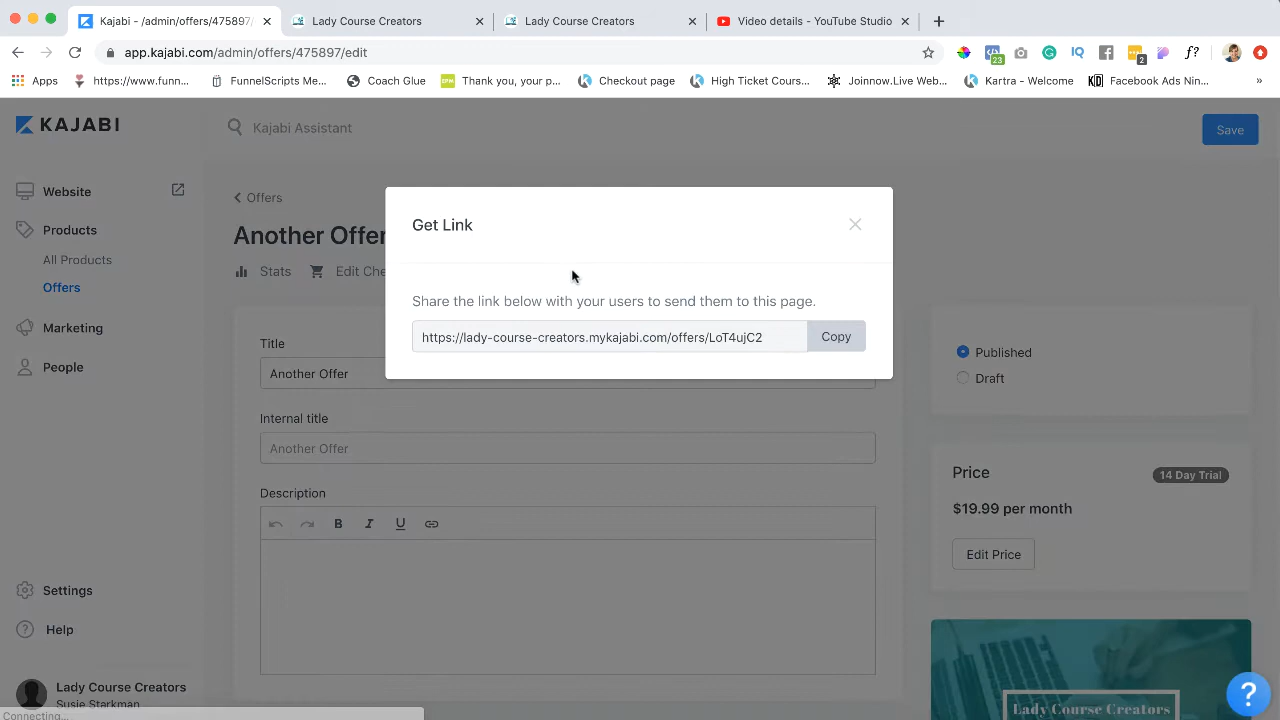 Kajabi - /admin/offers/475897/
Lady Course Creators
Lady Course Creators
Video details - YouTube Studio
app.kajabi.com/admin/offers/475897/edit
23
2
f?
Apps
https://www.funn...
FunnelScripts Me...
Coach Glue
Thank you, your p...
Checkout page
High Ticket Cours...
Joinnow.Live Web...
Kartra - Welcome
Facebook Ads Nin...
»
KAJABI
Kajabi Assistant
Save
Website
Products
All Products
Offers
Marketing
People
Settings
Help
Lady Course Creators
Susie Starkman
Connecting...
Offers
Another Offer
Stats
Edit Che
Get Link
Share the link below with your users to send them to this page.
https://lady-course-creators.mykajabi.com/offers/LoT4ujC2
Copy
Title
Another Offer
Internal title
Another Offer
Description
B I U
Published
Draft
Price
14 Day Trial
$19.99 per month
Edit Price
Lady Course Creators
?